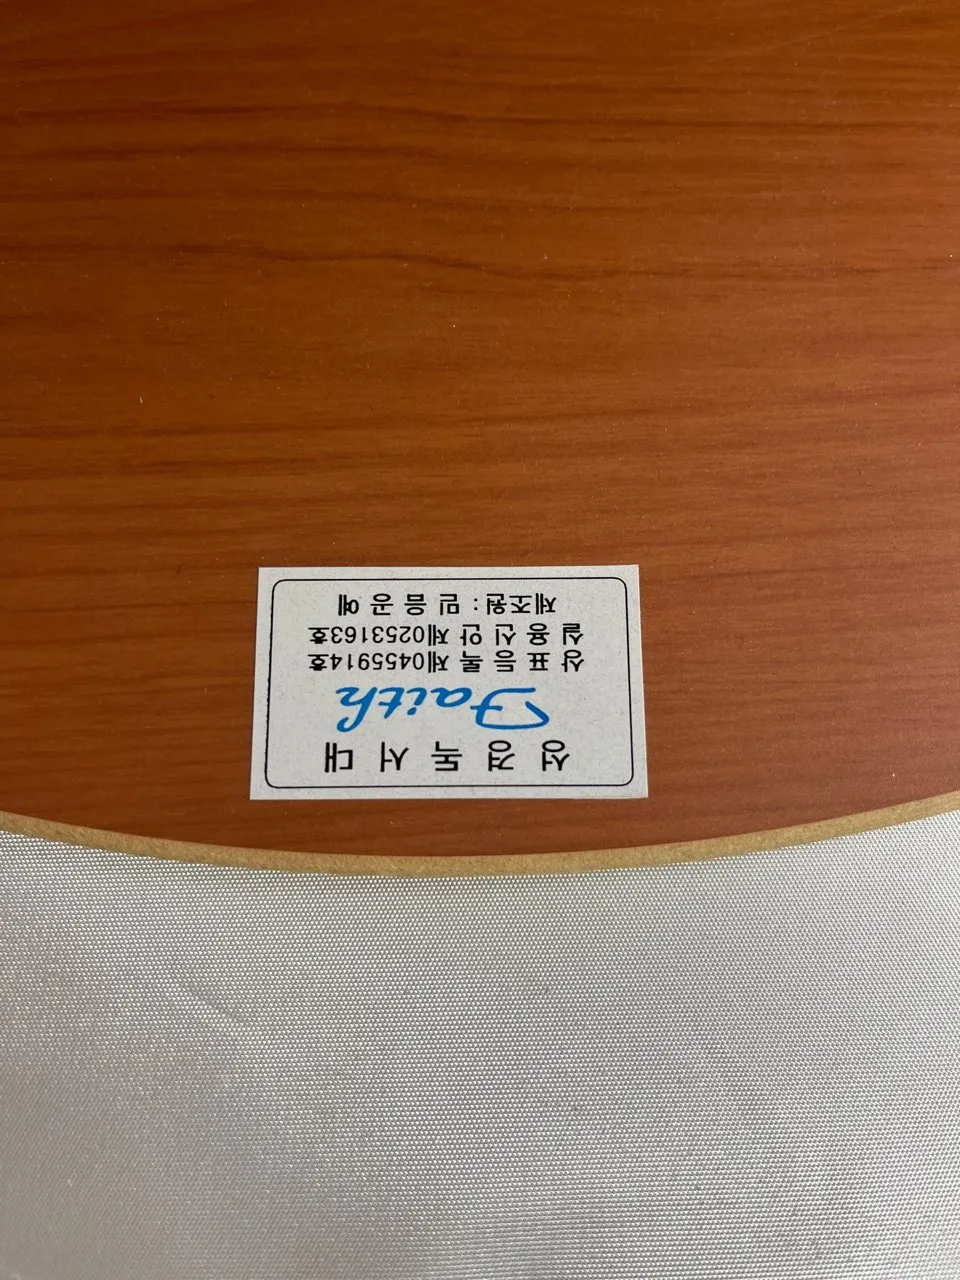 성경독서대
Faith
상표등록제0455914호
실용신안제0253163호
제조원 : 믿음공예